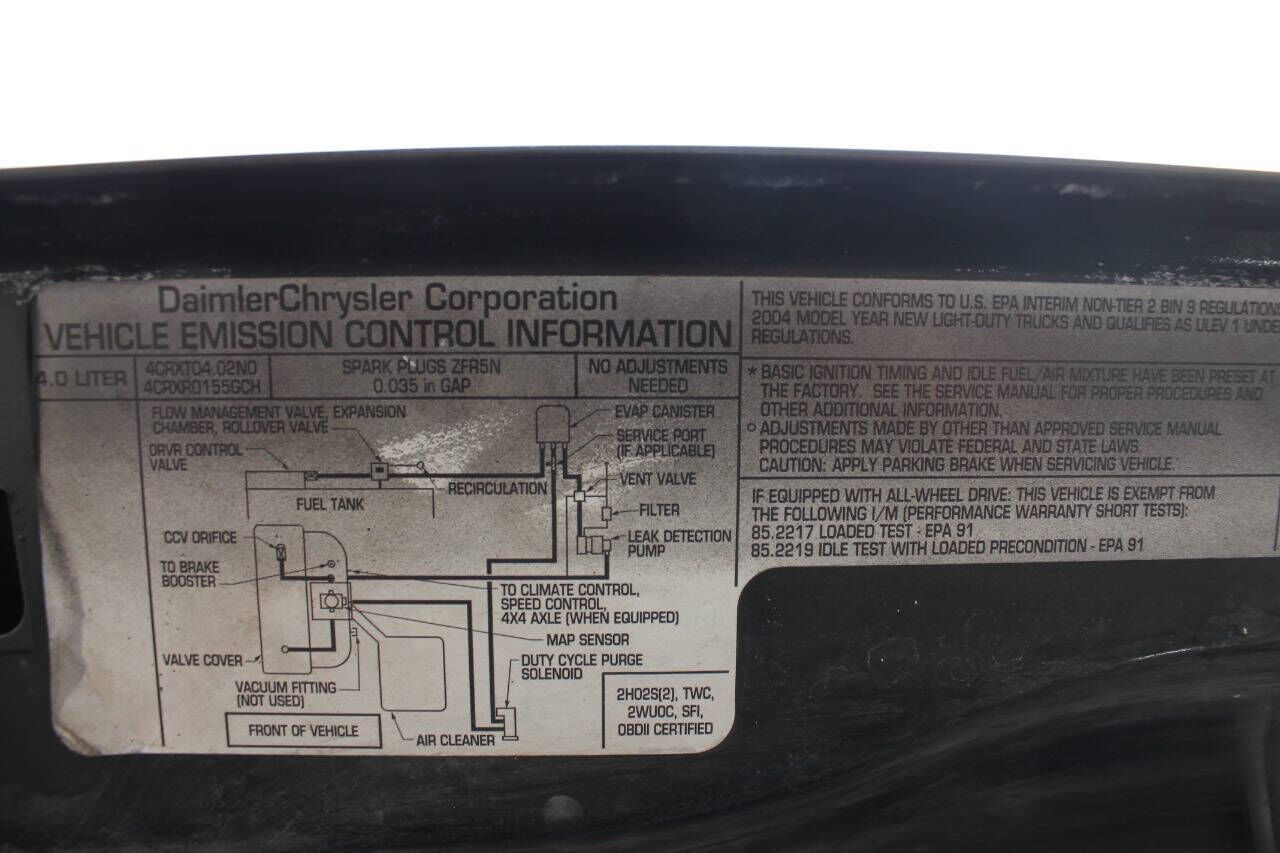 DaimlerChrysler Corporation
VEHICLE EMISSION CONTROL INFORMATION
4.0 LITER
4CRXT04.02N0
4CRXR0155GCH
SPARK PLUGS ZFR5N
0.035 in GAP
NO ADJUSTMENTS
NEEDED
FLOW MANAGEMENT VALVE, EXPANSION
CHAMBER, ROLLOVER VALVE
ORVR CONTROL
VALVE
FUEL TANK
RECIRCULATION
EVAP CANISTER
SERVICE PORT
(IF APPLICABLE)
VENT VALVE
FILTER
LEAK DETECTION
PUMP
CCV ORIFICE
TO BRAKE
BOOSTER
TO CLIMATE CONTROL,
SPEED CONTROL,
4X4 AXLE (WHEN EQUIPPED)
MAP SENSOR
VALVE COVER
DUTY CYCLE PURGE
SOLENOID
VACUUM FITTING
(NOT USED)
FRONT OF VEHICLE
AIR CLEANER
2HO2S(2), TWC,
2WUOC, SFI,
OBDII CERTIFIED
THIS VEHICLE CONFORMS TO U.S. EPA INTERIM NON-TIER 2 BIN 9 REGULATION
2004 MODEL YEAR NEW LIGHT-DUTY TRUCKS AND QUALIFIES AS ULEV 1 UNDE
REGULATIONS.
* BASIC IGNITION TIMING AND IDLE FUEL/AIR MIXTURE HAVE BEEN PRESET AT
THE FACTORY. SEE THE SERVICE MANUAL FOR PROPER PROCEDURES AND
OTHER ADDITIONAL INFORMATION.
○ ADJUSTMENTS MADE BY OTHER THAN APPROVED SERVICE MANUAL
PROCEDURES MAY VIOLATE FEDERAL AND STATE LAWS.
CAUTION: APPLY PARKING BRAKE WHEN SERVICING VEHICLE.
IF EQUIPPED WITH ALL-WHEEL DRIVE: THIS VEHICLE IS EXEMPT FROM
THE FOLLOWING I/M (PERFORMANCE WARRANTY SHORT TESTS):
85.2217 LOADED TEST - EPA 91
85.2219 IDLE TEST WITH LOADED PRECONDITION - EPA 91